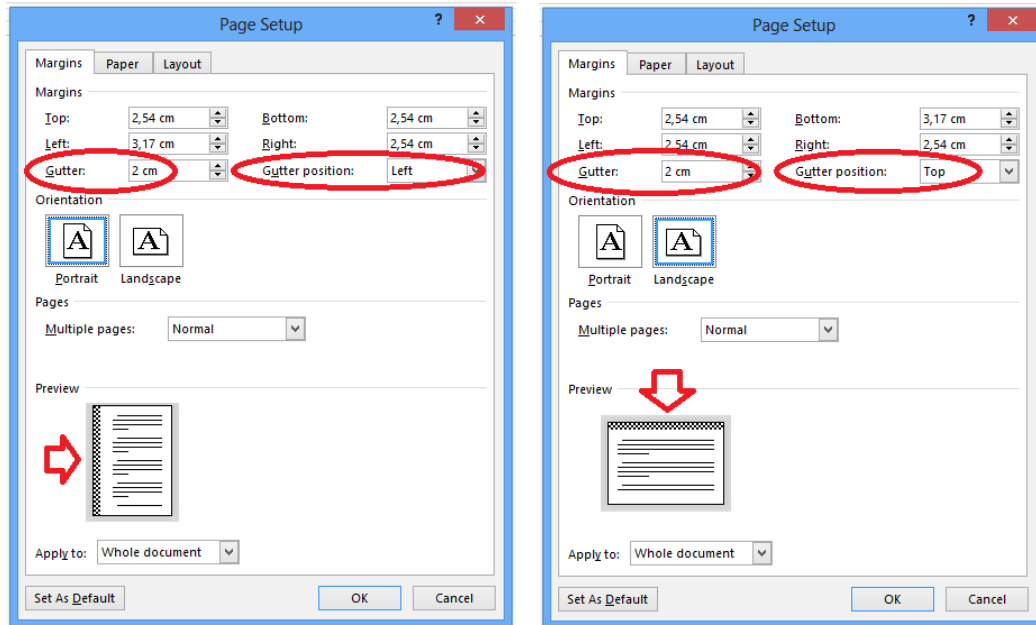 Page Setup ?
Margins Paper Layout
Margins
Top: 2,54 cm Bottom: 2,54 cm
Left: 3,17 cm Right: 2,54 cm
Gutter: 2 cm Gutter position: Left
Orientation
A A
Portrait Landscape
Pages
Multiple pages: Normal
Preview
Apply to: Whole document
Set As Default OK Cancel
Page Setup ?
Margins Paper Layout
Margins
Top: 2,54 cm Bottom: 3,17 cm
Left: 2,54 cm Right: 2,54 cm
Gutter: 2 cm Gutter position: Top
Orientation
A A
Portrait Landscape
Pages
Multiple pages: Normal
Preview
Apply to: Whole document
Set As Default OK Cancel